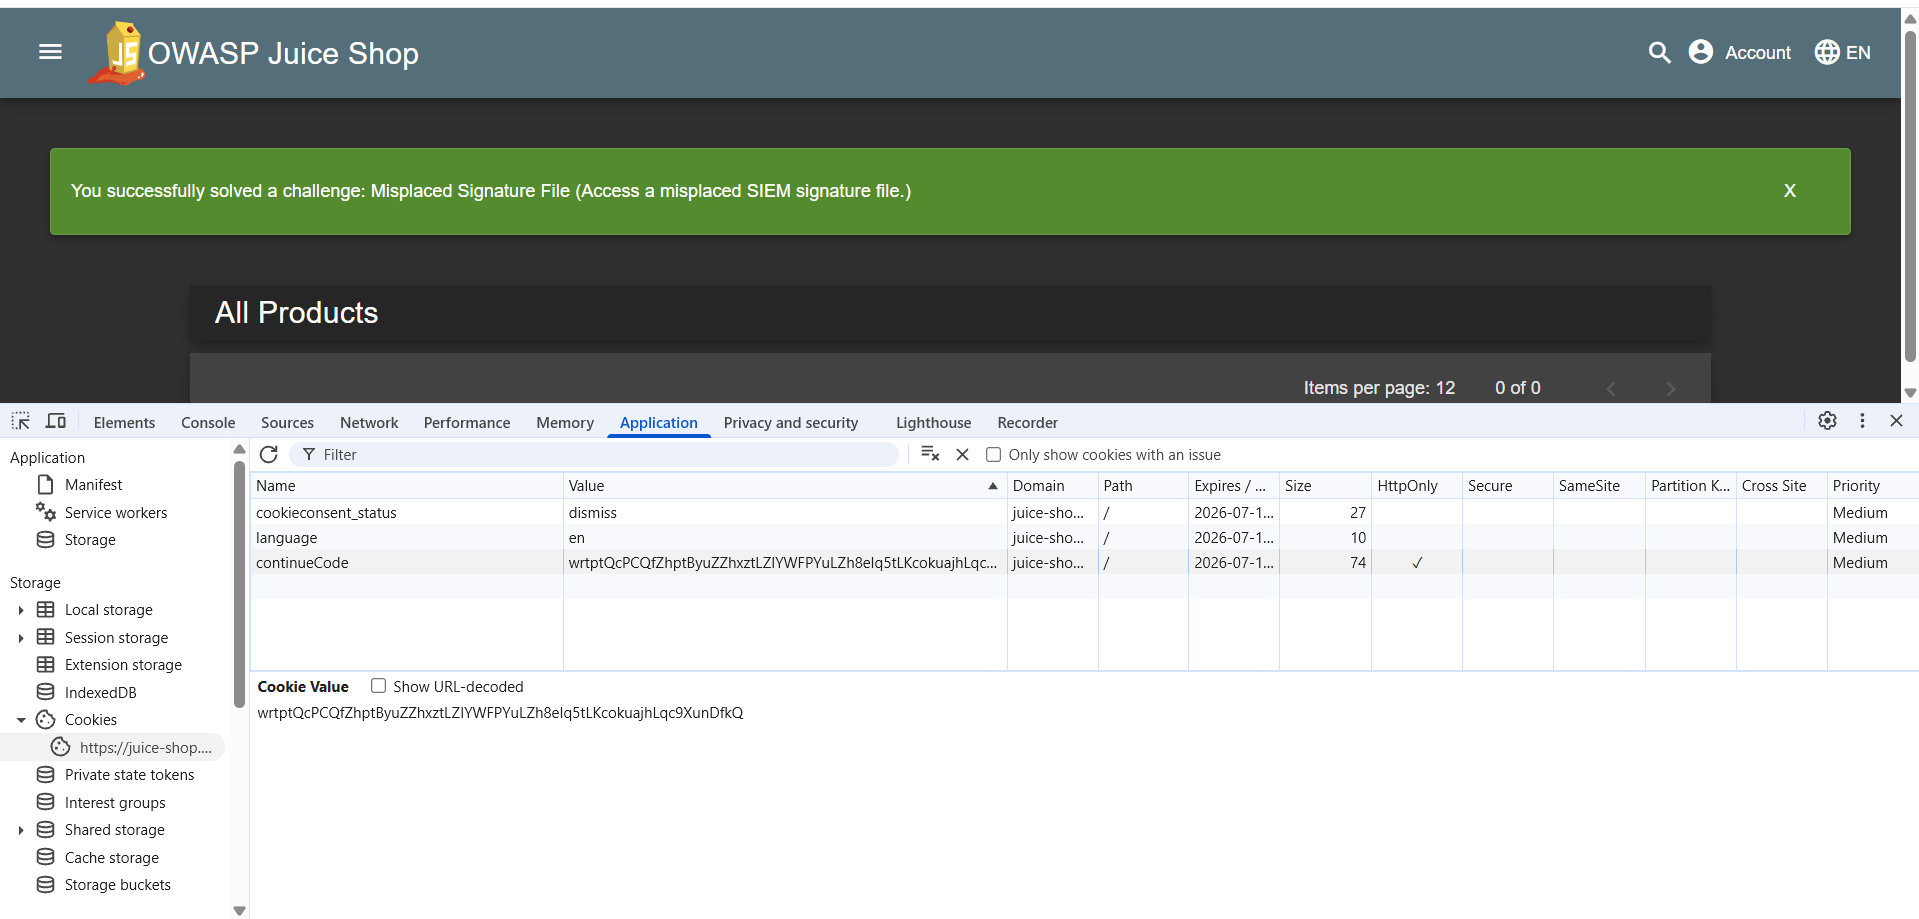 OWASP Juice Shop
Account
EN
You successfully solved a challenge: Misplaced Signature File (Access a misplaced SIEM signature file.)
X
All Products
Items per page: 12
0 of 0
Elements Console Sources Network Performance Memory Application Privacy and security Lighthouse Recorder
Application
Manifest
Service workers
Storage
Storage
Local storage
Session storage
Extension storage
IndexedDB
Cookies
https://juice-shop....
Private state tokens
Interest groups
Shared storage
Cache storage
Storage buckets
Filter
Only show cookies with an issue
Name Value Domain Path Expires / ... Size HttpOnly Secure SameSite Partition K... Cross Site Priority
cookieconsent_status dismiss juice-sho... / 2026-07-1... 27 Medium
language en juice-sho... / 2026-07-1... 10 Medium
continueCode wrtptQcPCQfZhptByuZZhxztLZIYWFPYuLZh8eIq5tLKcokuajhLqc... juice-sho... / 2026-07-1... 74 ✓ Medium
Cookie Value Show URL-decoded
wrtptQcPCQfZhptByuZZhxztLZIYWFPYuLZh8eIq5tLKcokuajhLqc9XunDfkQ